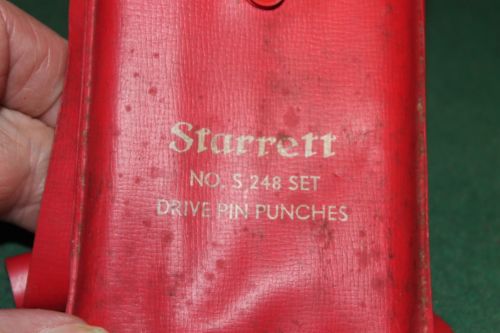 Starrett
NO. S 248 SET
DRIVE PIN PUNCHES